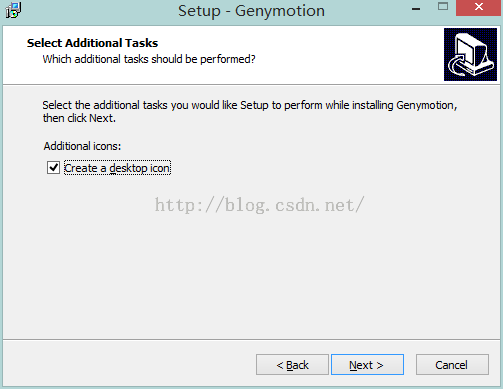 Setup - Genymotion
Select Additional Tasks
Which additional tasks should be performed?
Select the additional tasks you would like Setup to perform while installing Genymotion,
then click Next.
Additional icons:
Create a desktop icon
http://blog.csdn.net/
< Back
Next >
Cancel